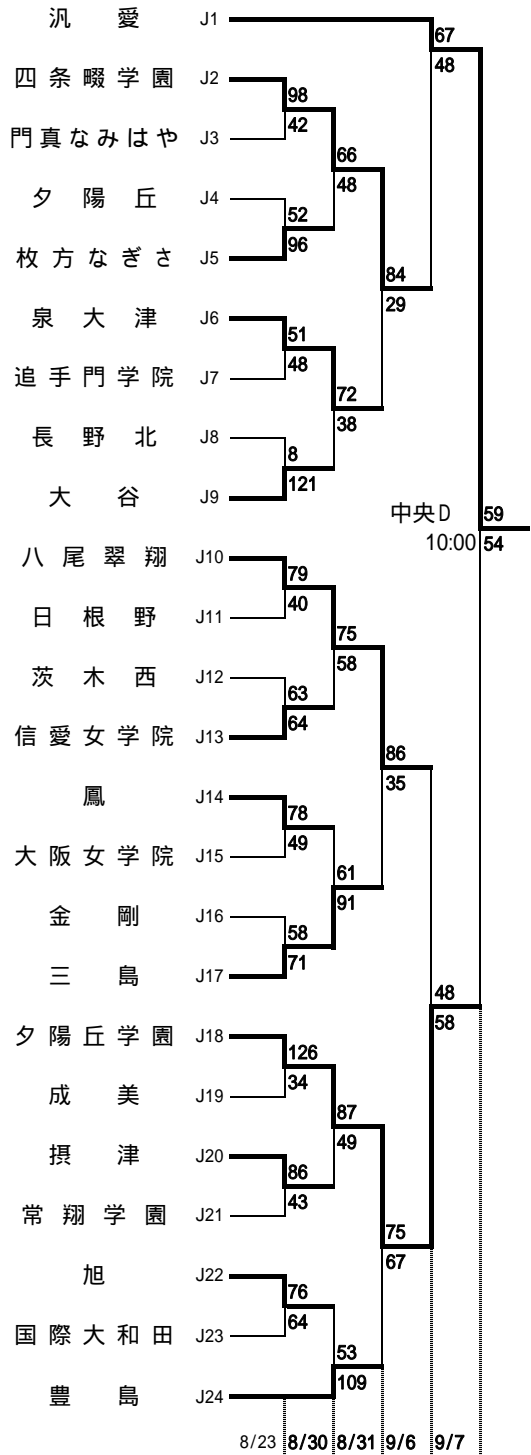 汎愛 J1
67
48
四条畷学園 J2
98
42
門真なみはや J3
66
48
夕陽丘 J4
52
96
枚方なぎさ J5
84
29
泉大津 J6
51
48
追手門学院 J7
72
38
長野北 J8
8
121
大谷 J9
中央D 59
10:00 54
八尾翠翔 J10
79
40
日根野 J11
75
58
茨木西 J12
63
64
信愛女学院 J13
86
35
鳳 J14
78
49
大阪女学院 J15
61
91
金剛 J16
58
71
三島 J17
48
58
夕陽丘学園 J18
126
34
成美 J19
87
49
摂津 J20
86
43
常翔学園 J21
75
67
旭 J22
76
64
国際大和田 J23
53
109
豊島 J24
8/23 8/30 8/31 9/6 9/7